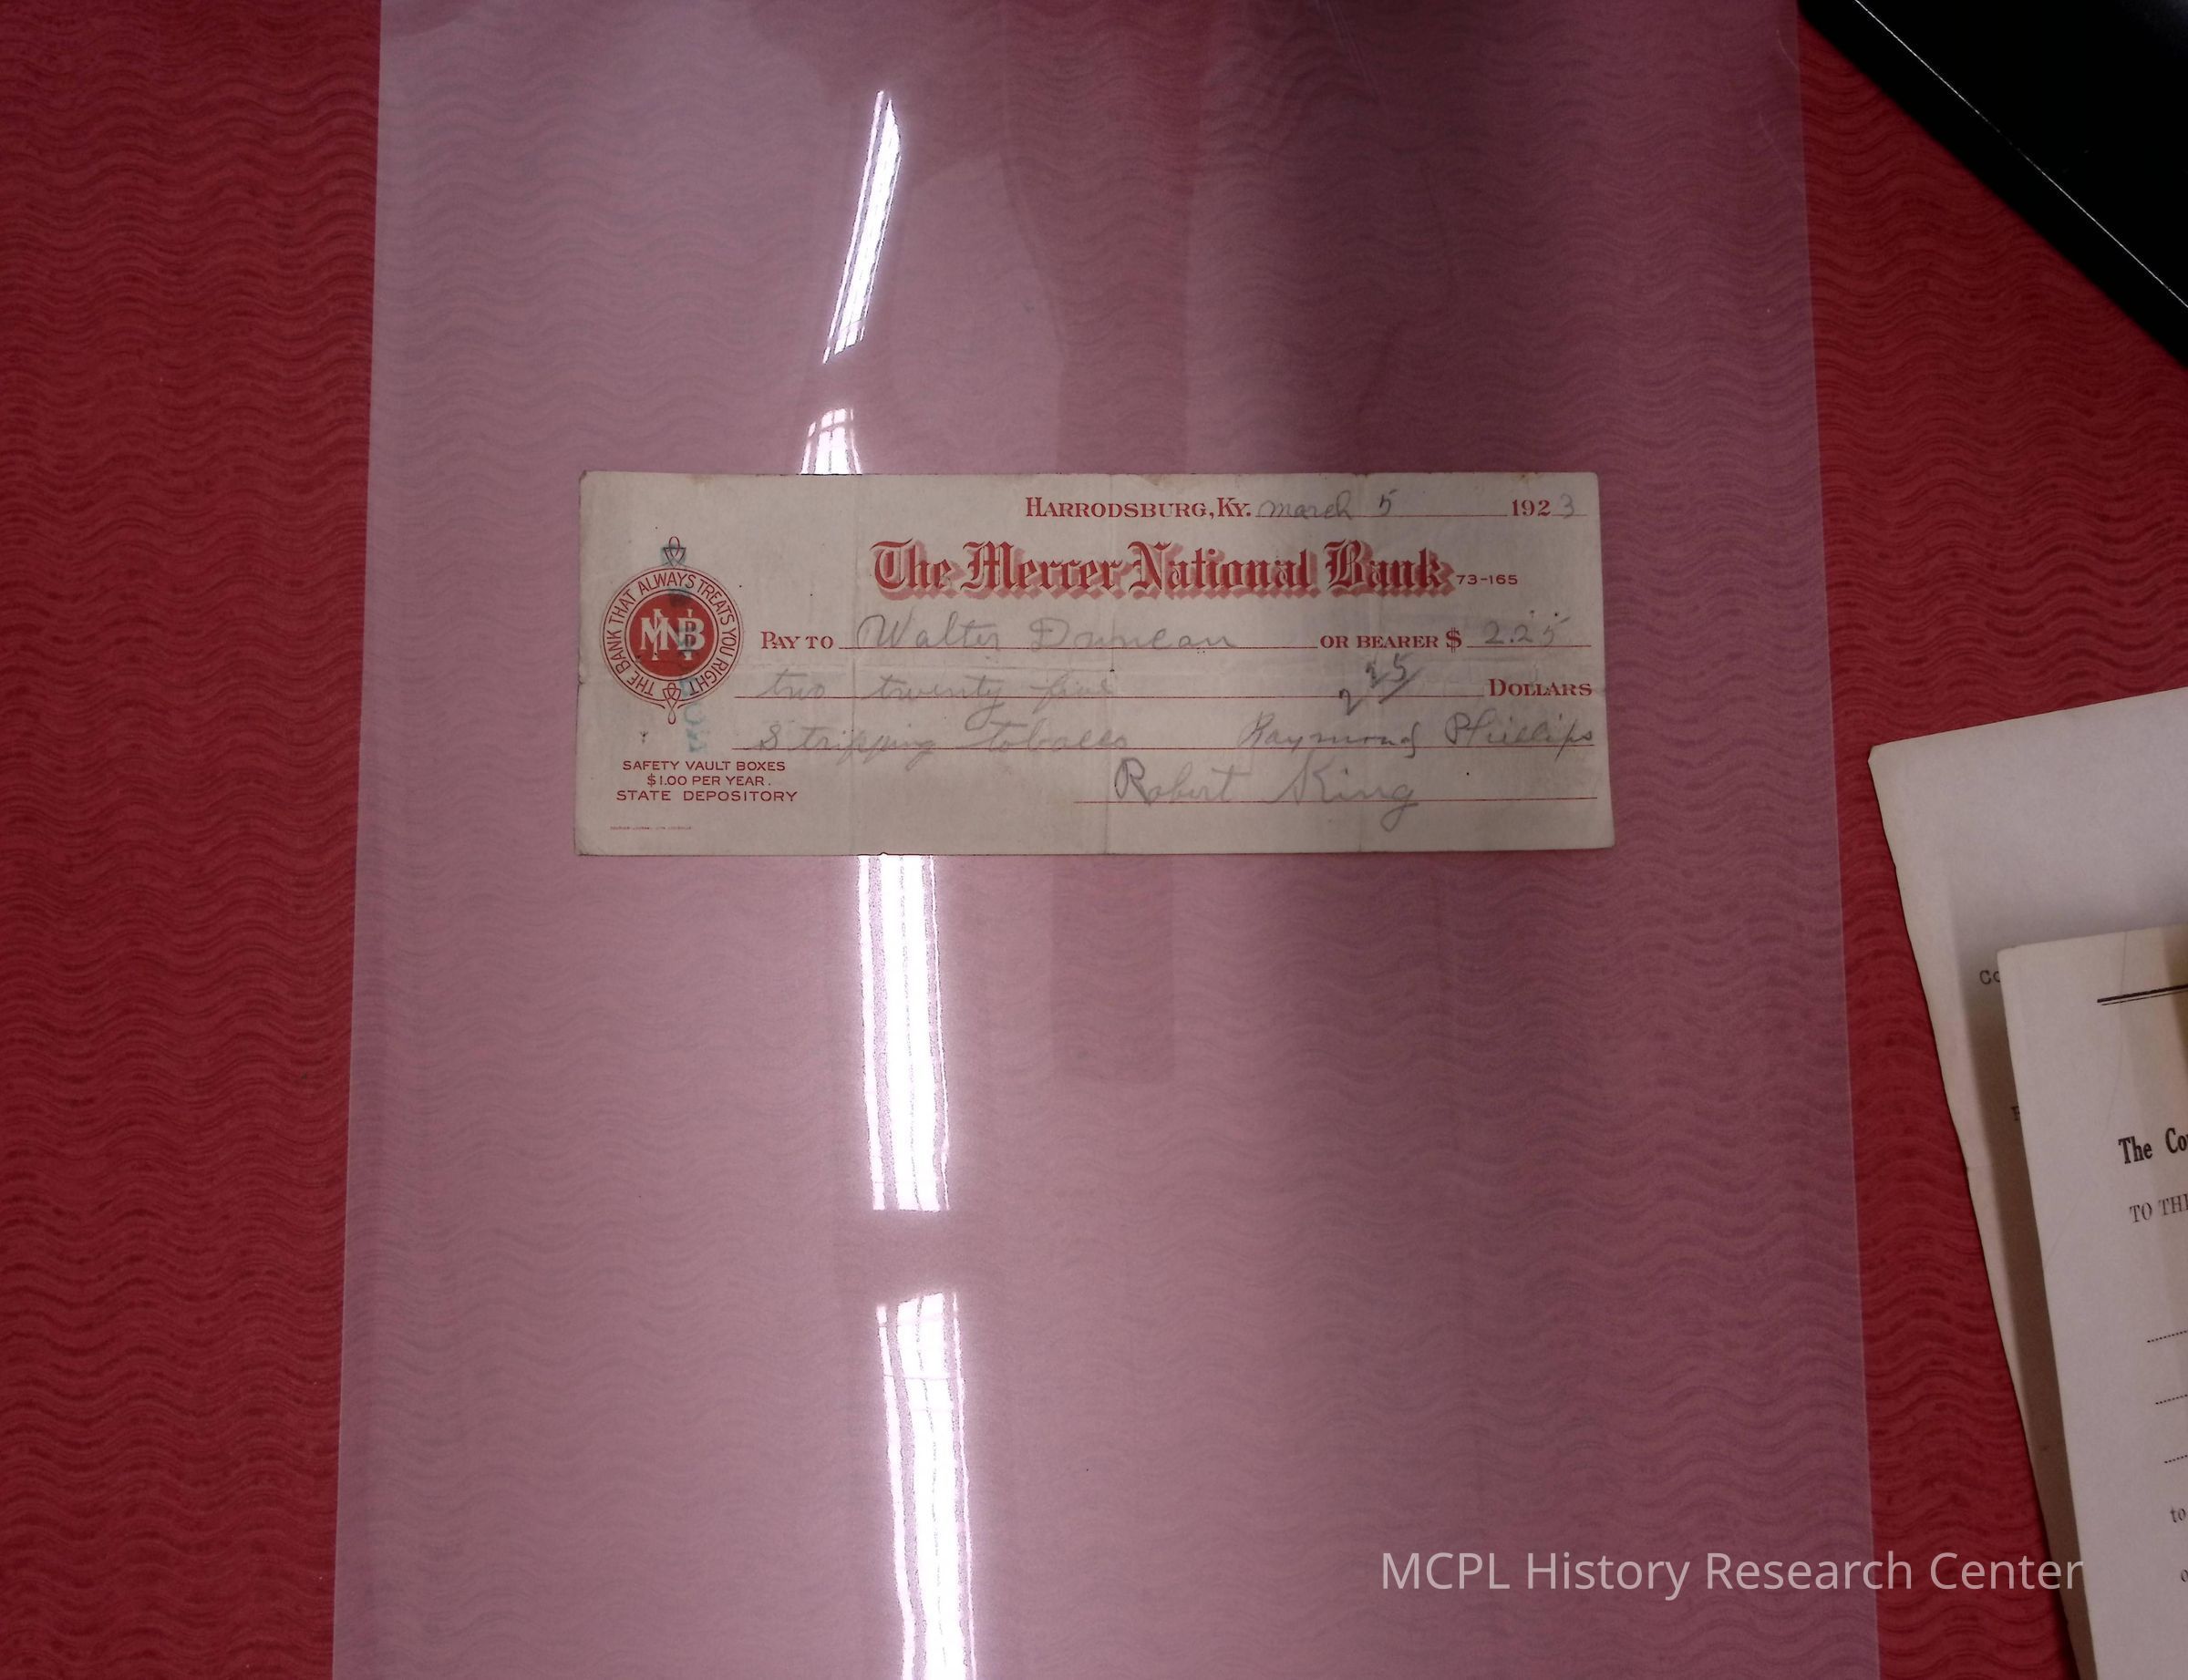 HARRODSBURG, KY. march 5 1923
The Mercer National Bank 73-165
THE BANK THAT ALWAYS TREATS YOU RIGHT
MNB
PAY TO Walter Duncan OR BEARER $ 2.25
two twenty five 2 25 DOLLARS
Stripping tobacco Raymond Phillips
Robert King
SAFETY VAULT BOXES
$1.00 PER YEAR.
STATE DEPOSITORY
The Co
TO THE
to
MCPL History Research Center